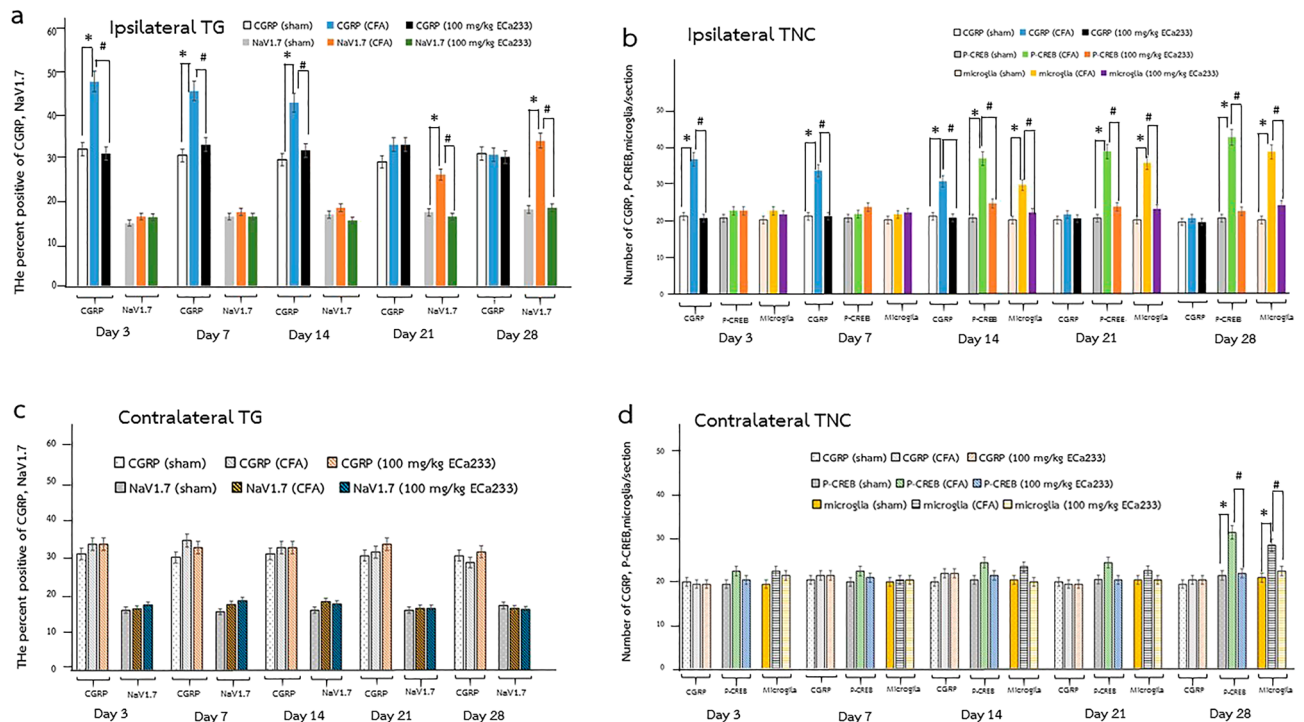 a
Ipsilateral TG
CGRP (sham) CGRP (CFA) CGRP (100 mg/kg ECa233)
NaV1.7 (sham) NaV1.7 (CFA) NaV1.7 (100 mg/kg ECa233)
THe percent positive of CGRP, NaV1.7
60
50
40
30
20
10
0
* # * # * # * # * #
CGRP NaV1.7 CGRP NaV1.7 CGRP NaV1.7 CGRP NaV1.7 CGRP NaV1.7
Day 3 Day 7 Day 14 Day 21 Day 28
b
Ipsilateral TNC
CGRP (sham) CGRP (CFA) CGRP (100 mg/kg ECa233)
P-CREB (sham) P-CREB (CFA) P-CREB (100 mg/kg ECa233)
microglia (sham) microglia (CFA) microglia (100 mg/kg ECa233)
Number of CGRP, P-CREB,microglia/section
50
40
30
20
10
0
* # * # * # * # * # * # * # * # * #
CGRP P-CREB Microglia CGRP P-CREB Microglia CGRP P-CREB Microglia CGRP P-CREB Microglia CGRP P-CREB Microglia
Day 3 Day 7 Day 14 Day 21 Day 28
c
Contralateral TG
CGRP (sham) CGRP (CFA) CGRP (100 mg/kg ECa233)
NaV1.7 (sham) NaV1.7 (CFA) NaV1.7 (100 mg/kg ECa233)
THe percent positive of CGRP, NaV1.7
60
50
40
30
20
10
0
CGRP NaV1.7 CGRP NaV1.7 CGRP NaV1.7 CGRP NaV1.7 CGRP NaV1.7
Day 3 Day 7 Day 14 Day 21 Day 28
d
Contralateral TNC
CGRP (sham) CGRP (CFA) CGRP (100 mg/kg ECa233)
P-CREB (sham) P-CREB (CFA) P-CREB (100 mg/kg ECa233)
microglia (sham) microglia (CFA) microglia (100 mg/kg ECa233)
Number of CGRP, P-CREB,microglia/section
50
40
30
20
10
0
* # * #
CGRP P-CREB Microglia CGRP P-CREB Microglia CGRP P-CREB Microglia CGRP P-CREB Microglia CGRP P-CREB Microglia
Day 3 Day 7 Day 14 Day 21 Day 28